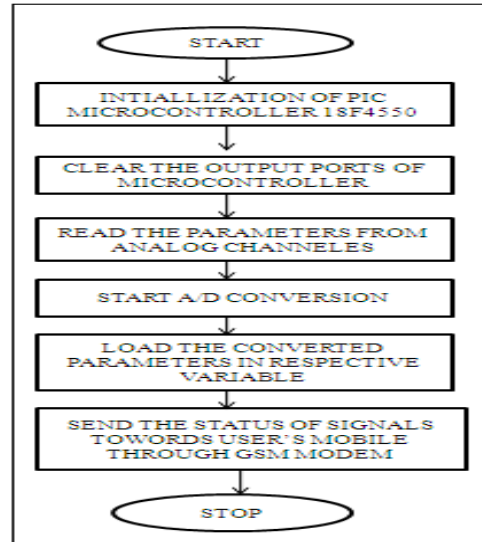 START
INTIALLIZATION OF PIC
MICROCONTROLLER 18F4550
CLEAR THE OUTPUT PORTS OF
MICROCONTROLLER
READ THE PARAMETERS FROM
ANALOG CHANNELES
START A/D CONVERSION
LOAD THE CONVERTED
PARAMETERS IN RESPECTIVE
VARIABLE
SEND THE STATUS OF SIGNALS
TOWORDS USER'S MOBILE
THROUGH GSM MODEM
STOP